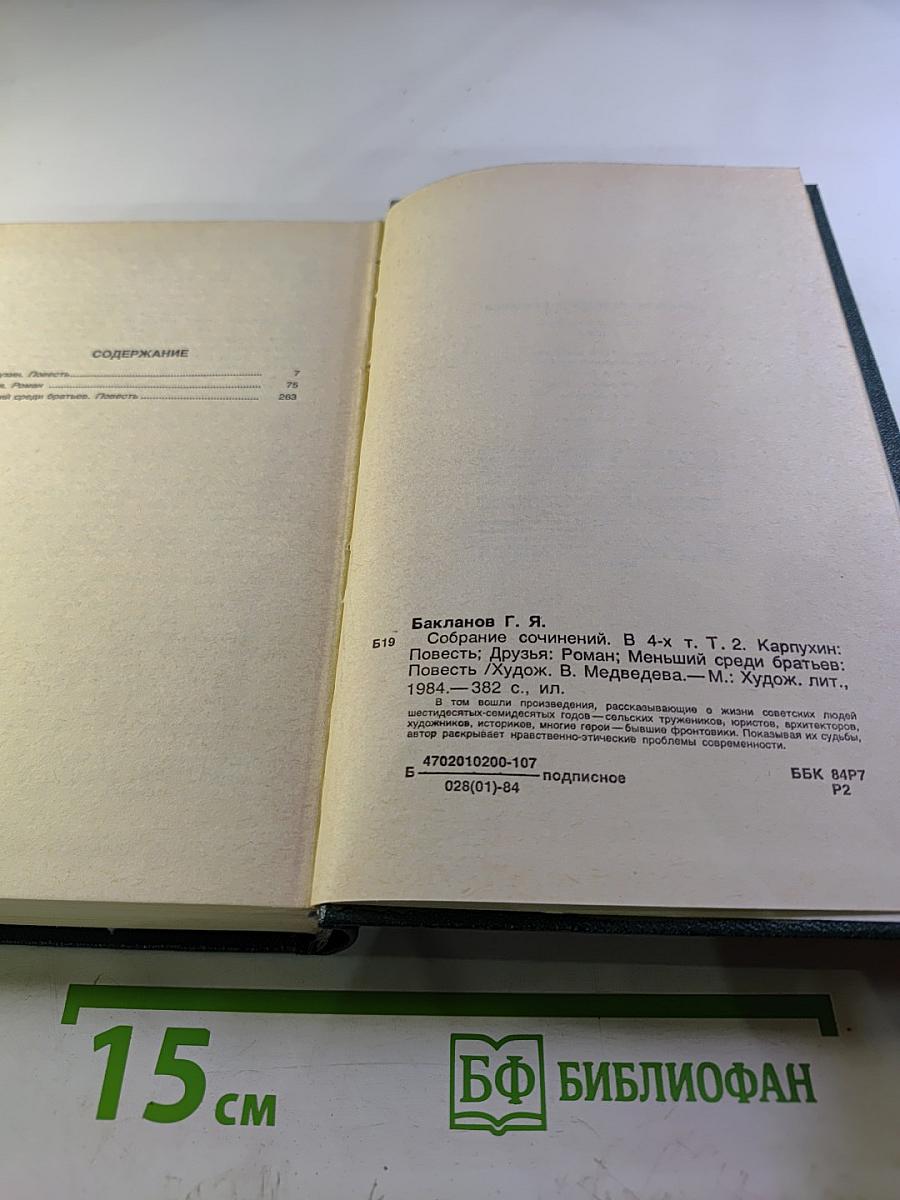 СОДЕРЖАНИЕ
Повесть 7
Роман 75
среди братьев. Повесть 263
Бакланов Г. Я.
Б19 Собрание сочинений. В 4-х т. Т. 2. Карпухин:
Повесть; Друзья: Роман; Меньший среди братьев:
Повесть /Худож. В. Медведева.— М.: Худож. лит.,
1984.— 382 с., ил.
В том вошли произведения, рассказывающие о жизни советских людей
шестидесятых-семидесятых годов — сельских тружеников, юристов, архитекторов,
художников, историков, многие герои — бывшие фронтовики. Показывая их судьбы,
автор раскрывает нравственно-этические проблемы современности.
Б 4702010200-107 подписное
028(01)-84
ББК 84Р7
Р2
15 см
БФ БИБЛИОФАН